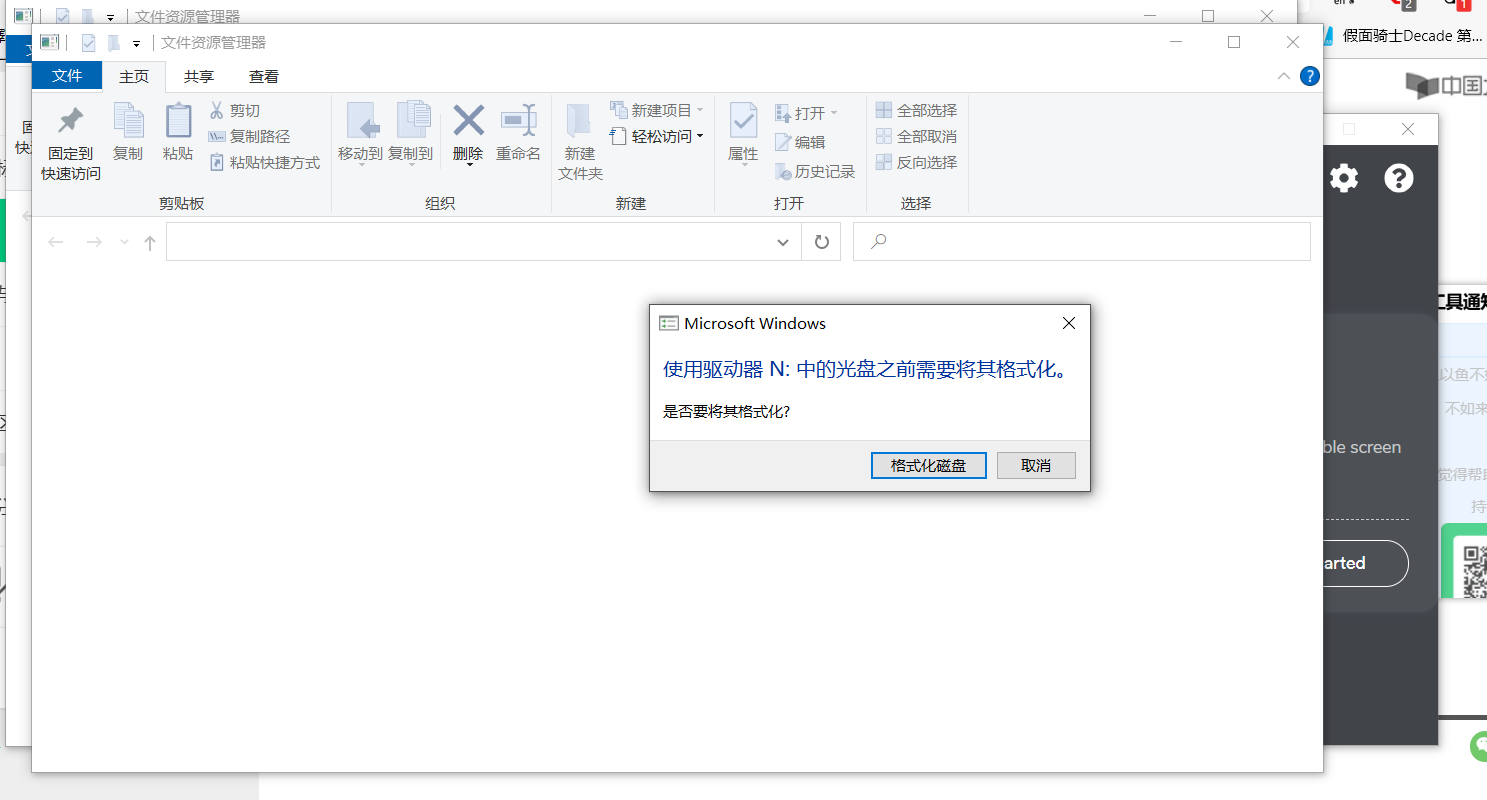 文件资源管理器
文件资源管理器
假面骑士Decade 第...
2
1
文件
主页
共享
查看
中国
固定到
快速访问
复制
粘贴
剪切
复制路径
粘贴快捷方式
剪贴板
移动到
复制到
删除
重命名
组织
新建
文件夹
新建项目
轻松访问
新建
属性
打开
编辑
历史记录
打开
全部选择
全部取消
反向选择
选择
Microsoft Windows
使用驱动器 N: 中的光盘之前需要将其格式化。
是否要将其格式化?
格式化磁盘
取消
工具通知
以鱼不如
不如来
ble screen
觉得帮助
持
arted